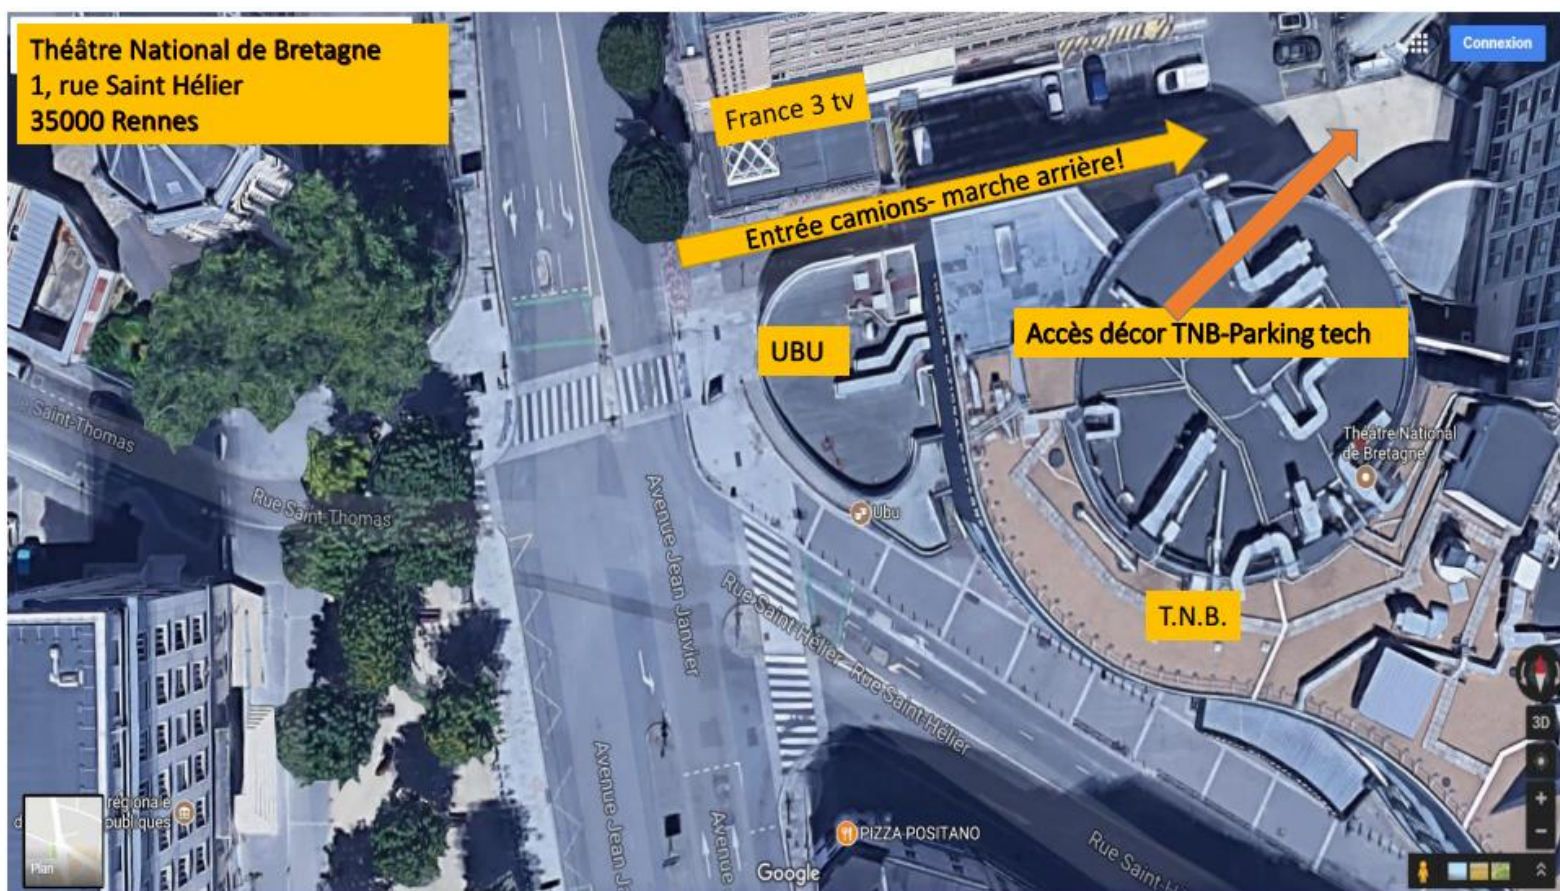 Théâtre National de Bretagne
1, rue Saint Hélier
35000 Rennes
Connexion
France 3 tv
Entrée camions- marche arrière!
UBU
Accès décor TNB-Parking tech
Saint-Thomas
Rue Saint-Thomas
Théâtre National
de Bretagne
Ubu
Avenue Jean Janvier
Rue Saint-Hélier
Rue Saint-Hélier
T.N.B.
3D
Avenue Jean J
Avenue
régionale
publiques
PIZZA POSITANO
Rue Saint-H
Plan
Google